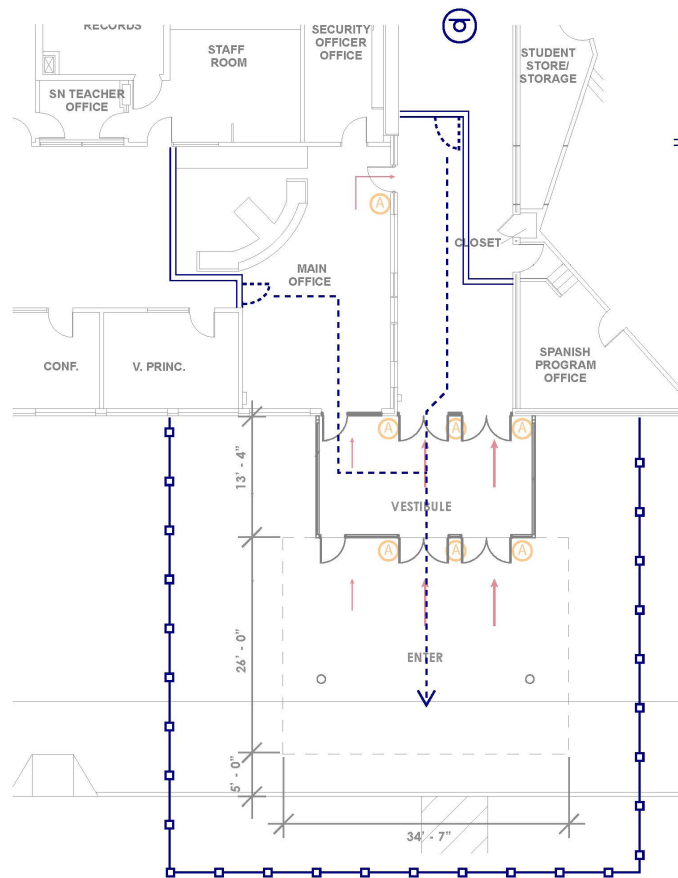 RECORDS
STAFF
ROOM
SECURITY
OFFICER
OFFICE
STUDENT
STORE/
STORAGE
SN TEACHER
OFFICE
A
CLOSET
MAIN
OFFICE
CONF.
V. PRINC.
SPANISH
PROGRAM
OFFICE
A
A
A
13' - 4"
VESTIBULE
A
A
A
26' - 0"
ENTER
5' - 0"
34' - 7"